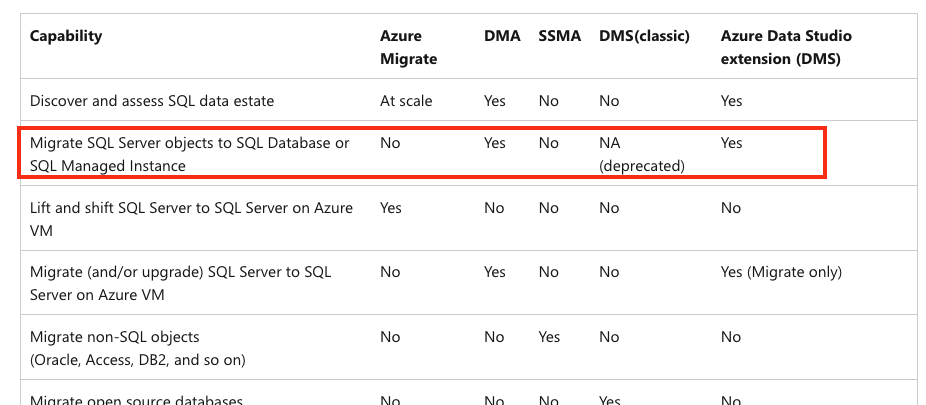 Capability Azure Migrate DMA SSMA DMS(classic) Azure Data Studio extension (DMS)
Discover and assess SQL data estate At scale Yes No No Yes
Migrate SQL Server objects to SQL Database or SQL Managed Instance No Yes No NA (deprecated) Yes
Lift and shift SQL Server to SQL Server on Azure VM Yes No No No No
Migrate (and/or upgrade) SQL Server to SQL Server on Azure VM No Yes No No Yes (Migrate only)
Migrate non-SQL objects (Oracle, Access, DB2, and so on) No No Yes No No
Migrate open source databases No No No Yes No